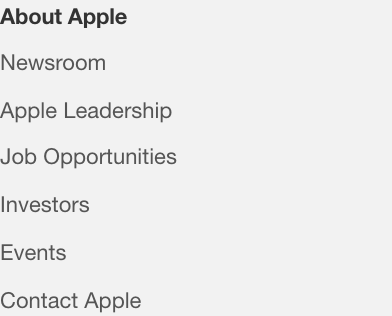 About Apple
Newsroom
Apple Leadership
Job Opportunities
Investors
Events
Contact Apple